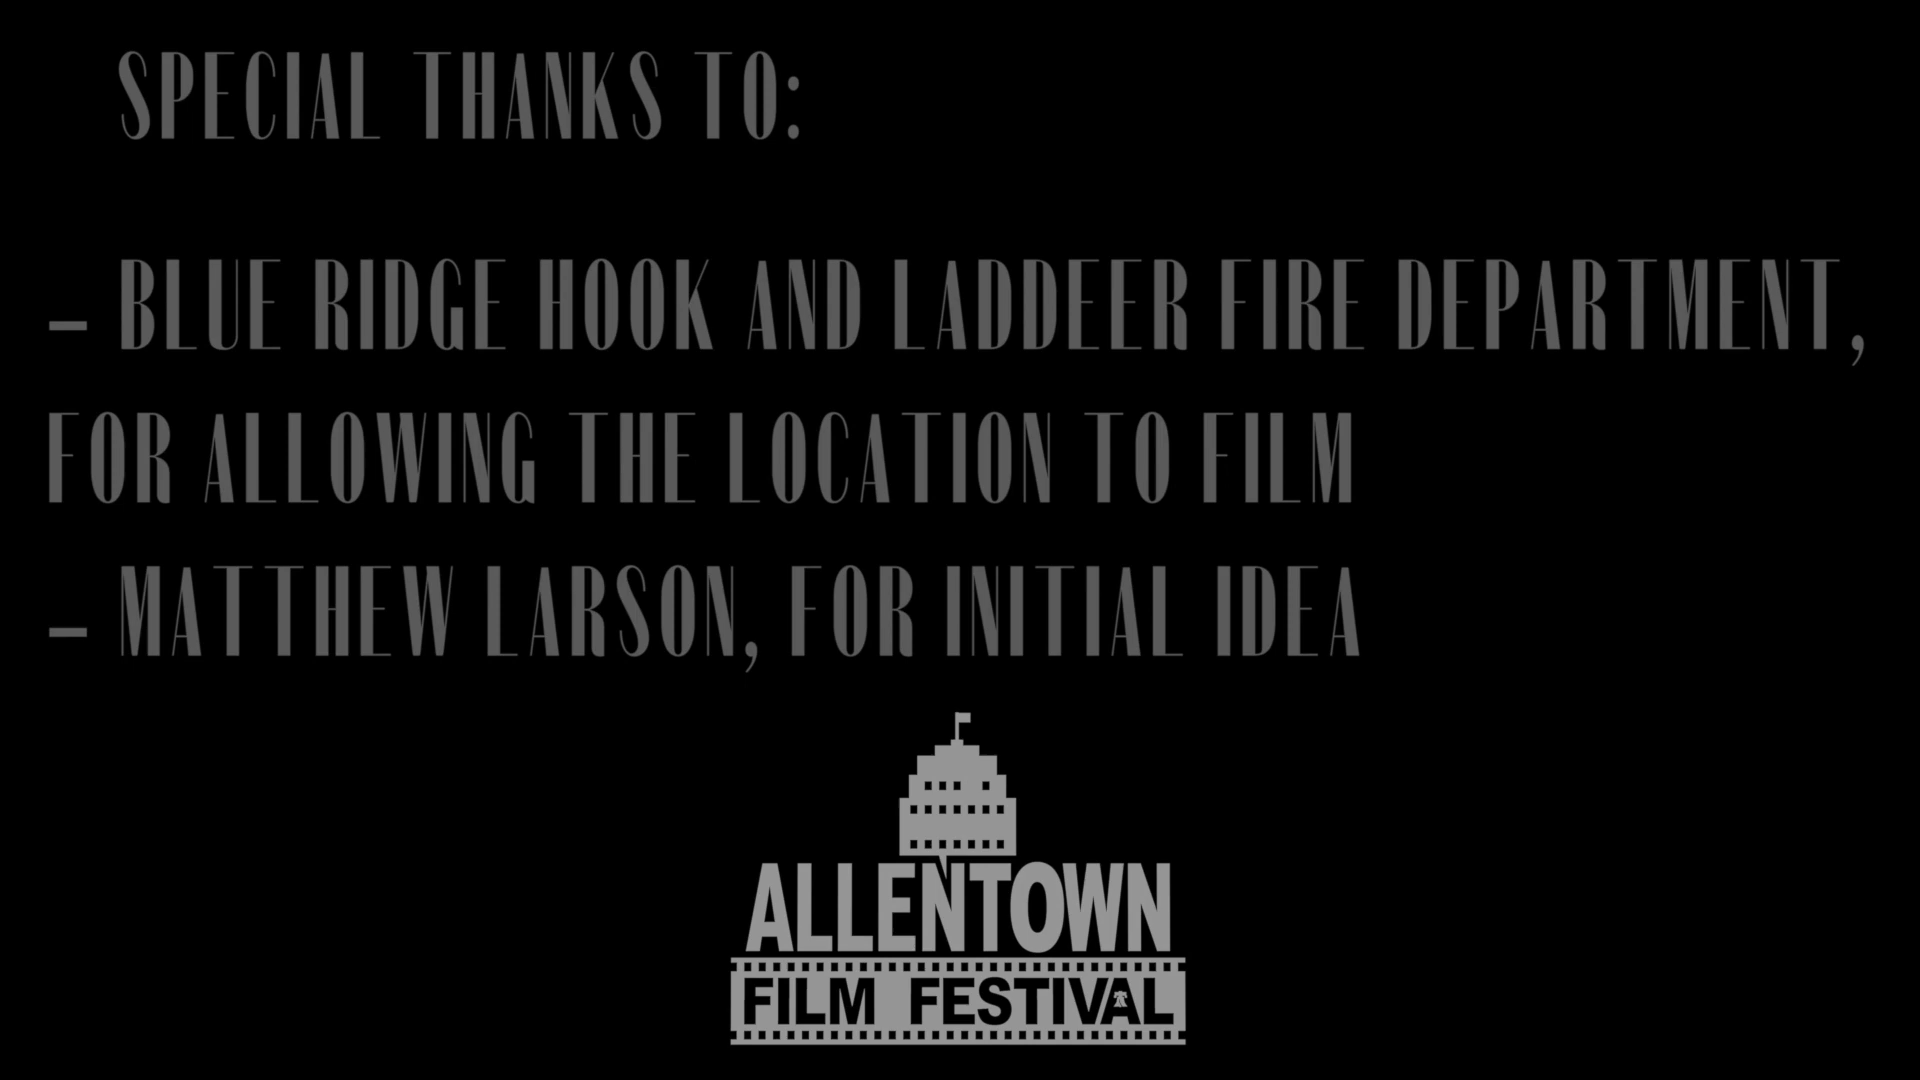 SPECIAL THANKS TO:
- BLUE RIDGE HOOK AND LADDEER FIRE DEPARTMENT,
FOR ALLOWING THE LOCATION TO FILM
- MATTHEW LARSON, FOR INITIAL IDEA
ALLENTOWN
FILM FESTIVAL